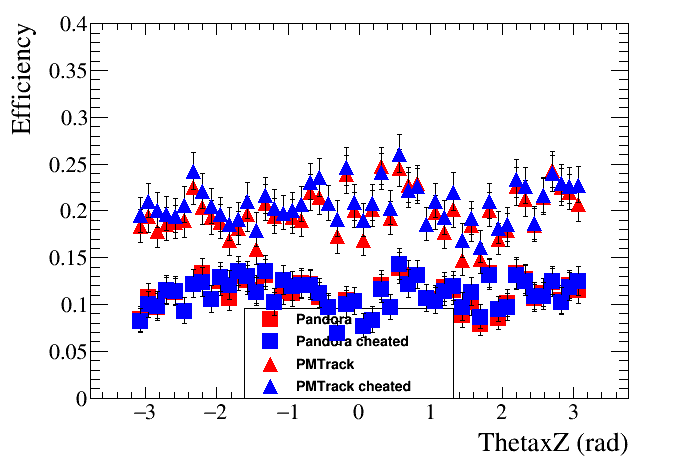 Efficiency
0.4
0.35
0.3
0.25
0.2
0.15
0.1
0.05
0
Pandora
Pandora cheated
PMTrack
PMTrack cheated
−3 −2 −1 0 1 2 3
ThetaxZ (rad)